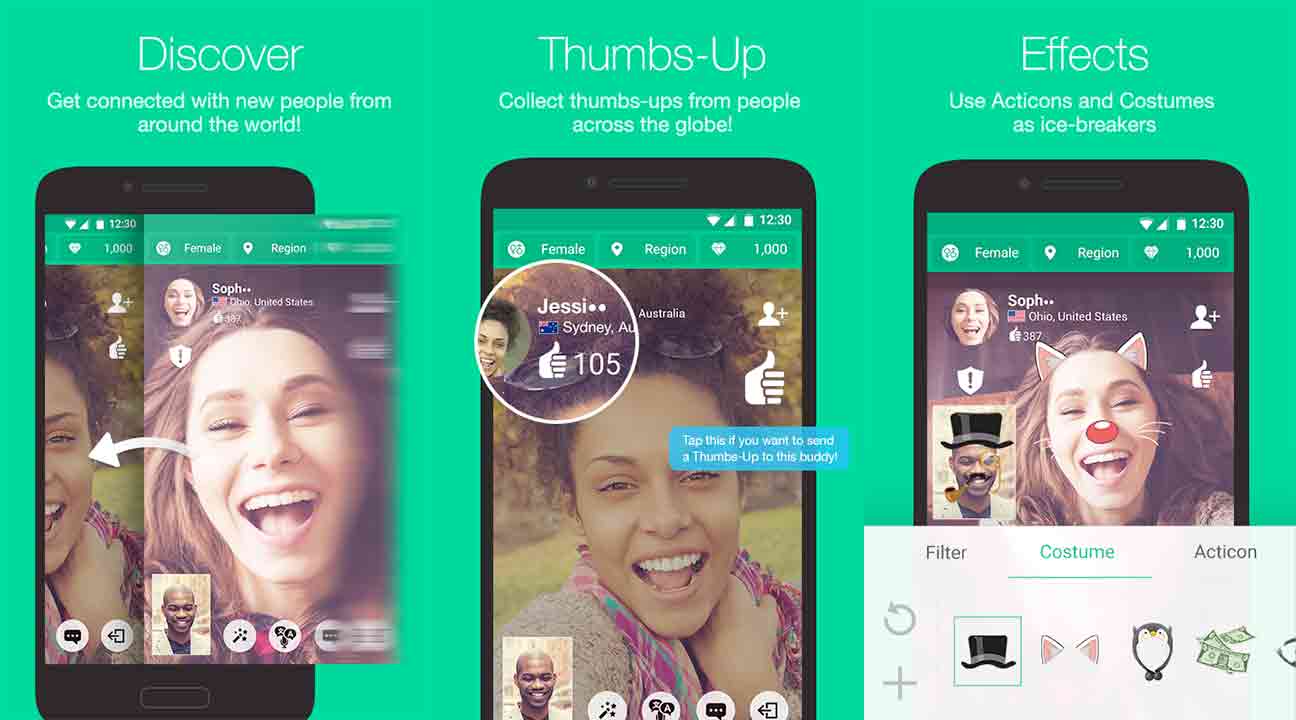 Discover
Get connected with new people from
around the world!
12:30
1,000
Female
Region
Soph••
Ohio, United States
387
Thumbs-Up
Collect thumbs-ups from people
across the globe!
12:30
Female
Region
1,000
Jessi••
Sydney, Au
Australia
105
Tap this if you want to send
a Thumbs-Up to this buddy!
Effects
Use Acticons and Costumes
as ice-breakers
12:30
Female
Region
1,000
Soph••
Ohio, United States
387
Filter
Costume
Acticon